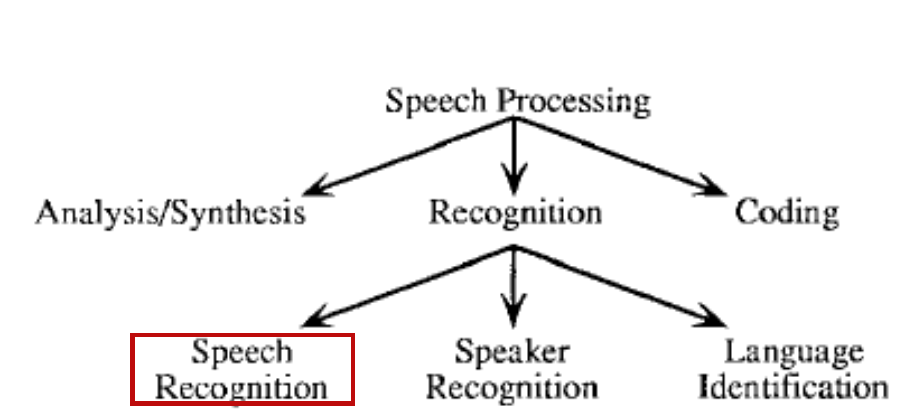 Speech Processing
Analysis/Synthesis Recognition Coding
Speech Speaker Language
Recognition Recognition Identification